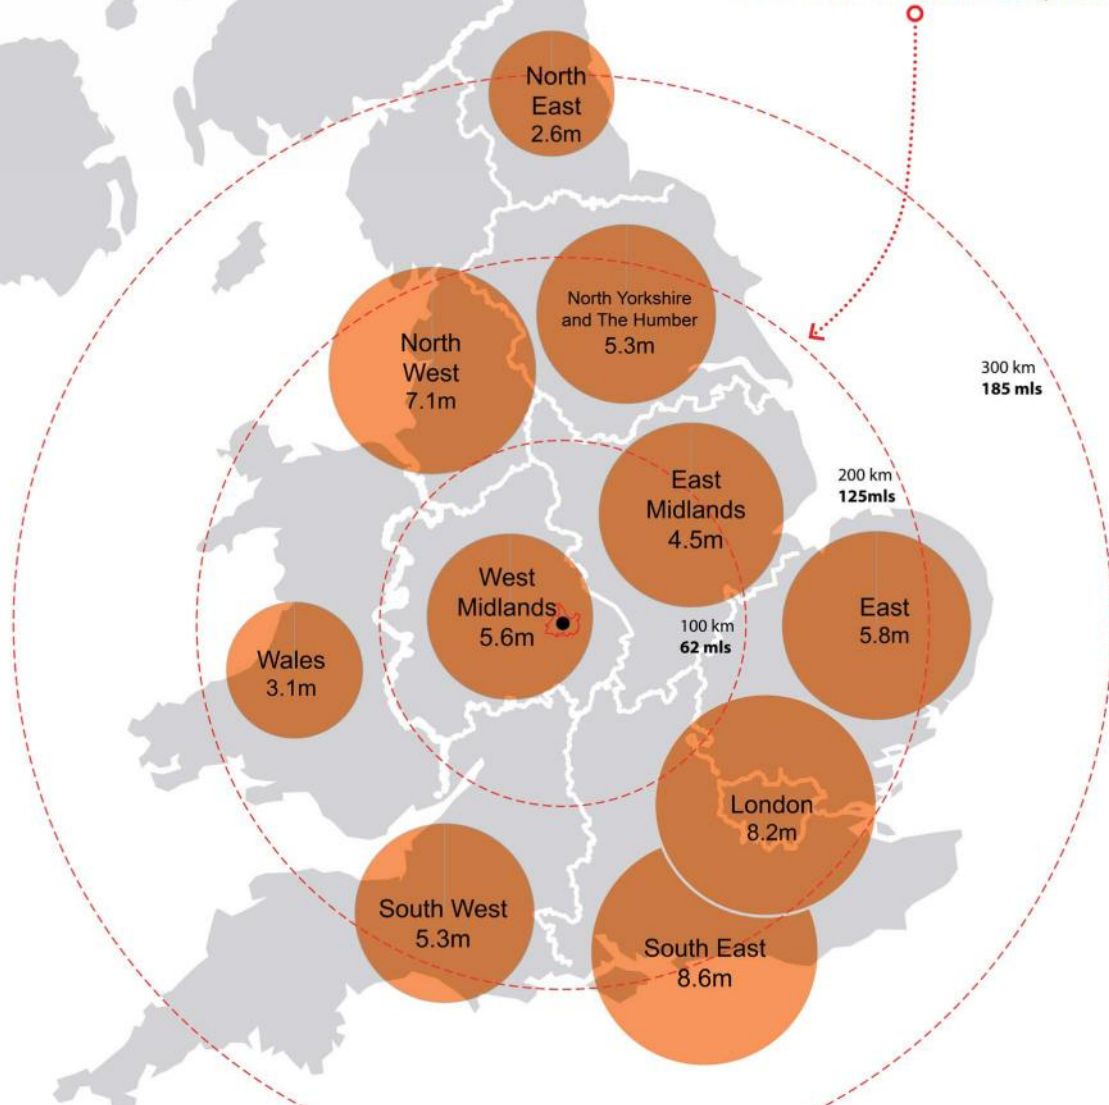 North
East
2.6m
North Yorkshire
and The Humber
5.3m
North
West
7.1m
300 km
185 mls
East
Midlands
4.5m
200 km
125mls
West
Midlands
5.6m
East
5.8m
100 km
62 mls
Wales
3.1m
London
8.2m
South West
5.3m
South East
8.6m